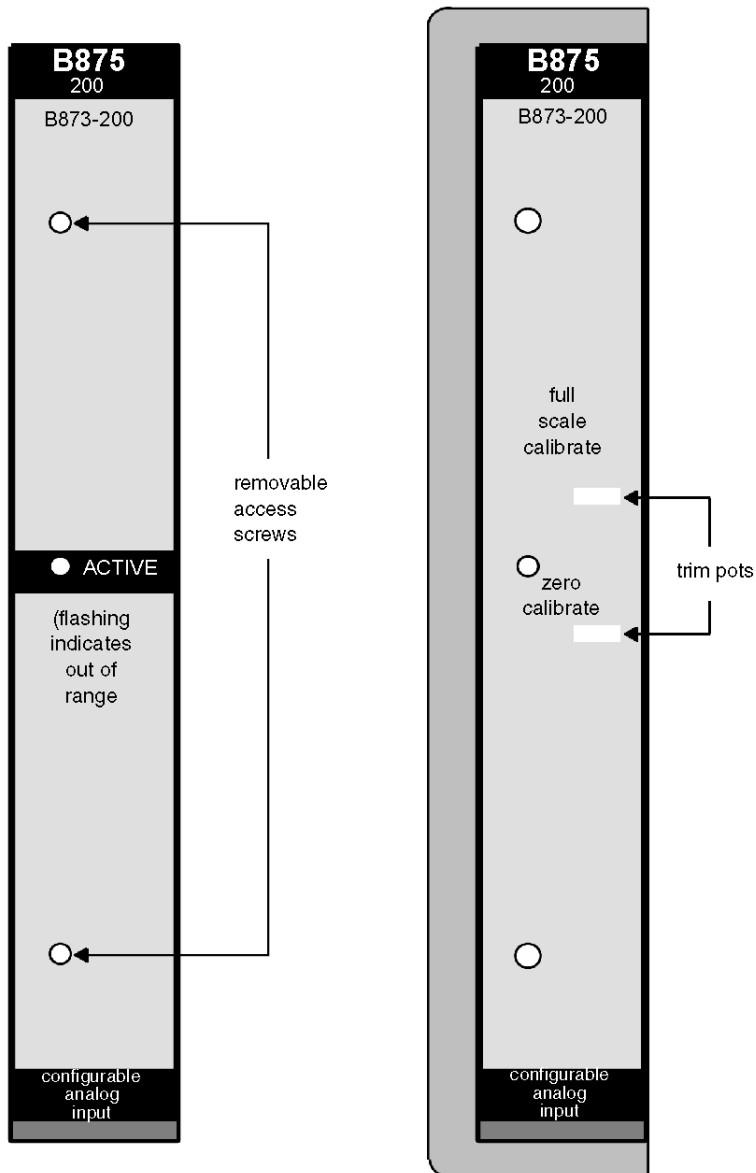 B875
200
B873-200
ACTIVE
(flashing
indicates
out of
range
configurable
analog
input
removable
access
screws
B875
200
B873-200
full
scale
calibrate
zero
calibrate
trim pots
configurable
analog
input